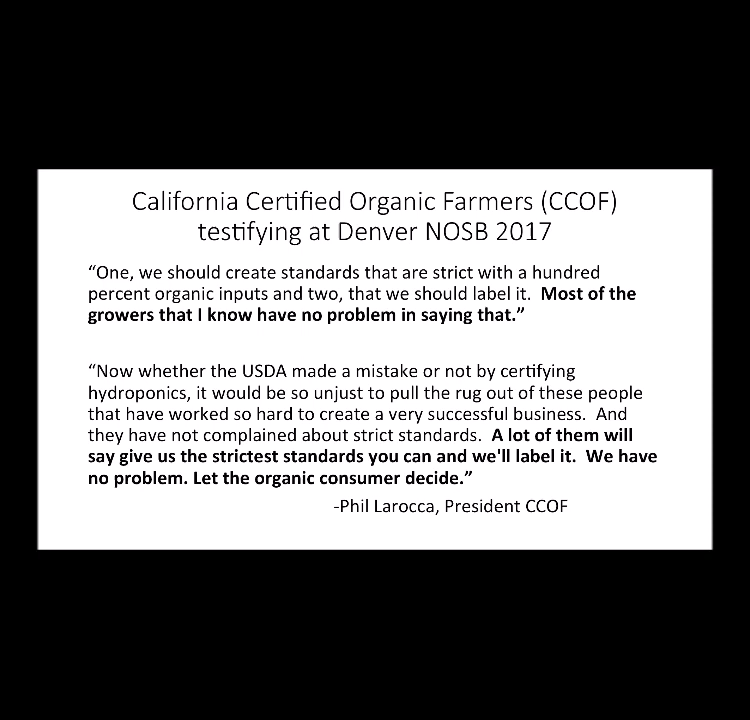 California Certified Organic Farmers (CCOF)
testifying at Denver NOSB 2017
“One, we should create standards that are strict with a hundred
percent organic inputs and two, that we should label it.  Most of the
growers that I know have no problem in saying that.”
“Now whether the USDA made a mistake or not by certifying
hydroponics, it would be so unjust to pull the rug out of these people
that have worked so hard to create a very successful business.  And
they have not complained about strict standards.  A lot of them will
say give us the strictest standards you can and we'll label it.  We have
no problem. Let the organic consumer decide.”
-Phil Larocca, President CCOF